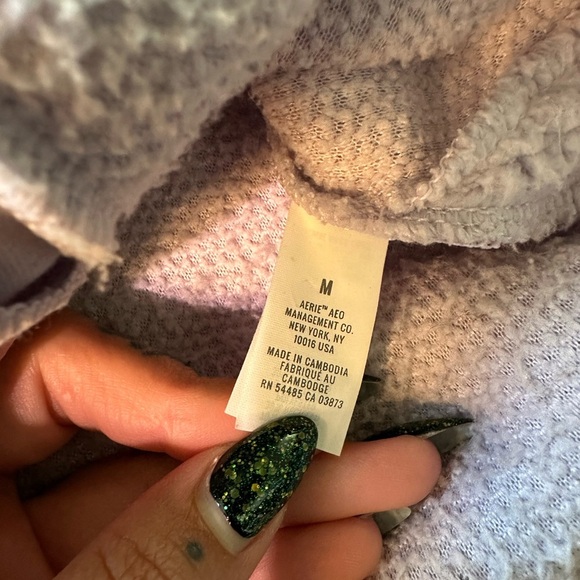 M
AERIE™ AEO
MANAGEMENT CO.
NEW YORK, NY
10016 USA
MADE IN CAMBODIA
FABRIQUÉ AU
CAMBODGE
RN 54485 CA 03873